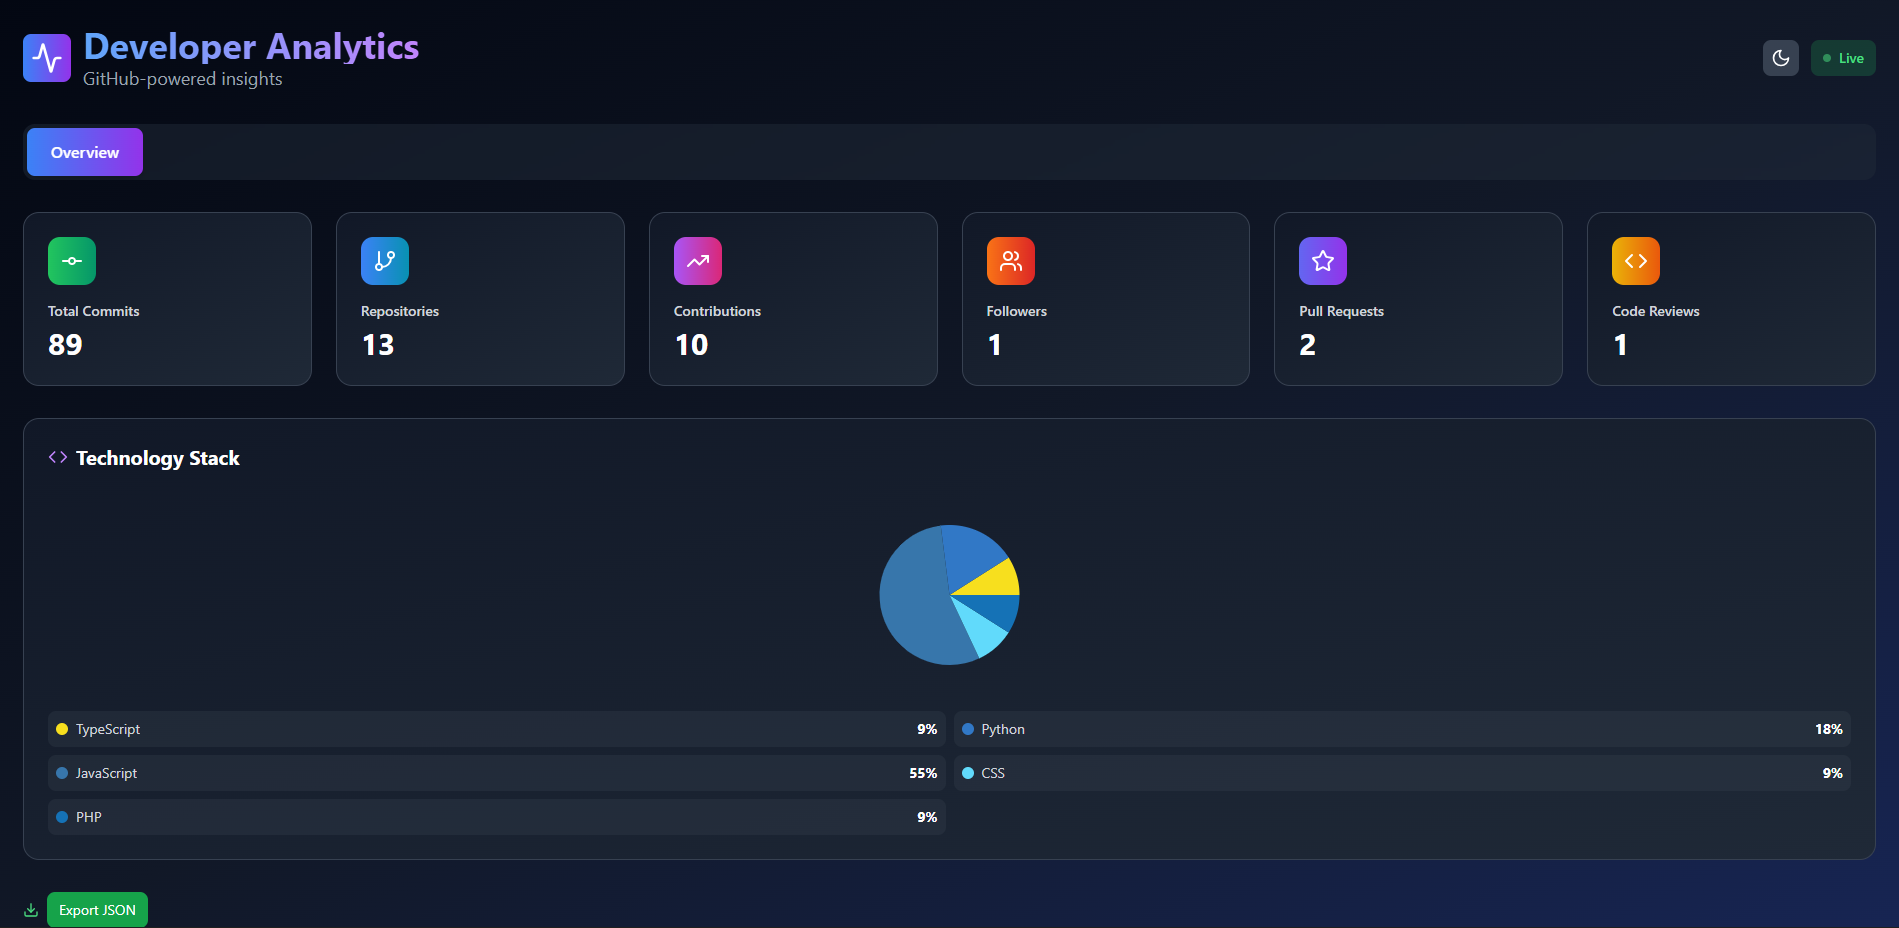 Developer Analytics
GitHub-powered insights
Live
Overview
Total Commits
89
Repositories
13
Contributions
10
Followers
1
Pull Requests
2
Code Reviews
1
Technology Stack
TypeScript 9%
Python 18%
JavaScript 55%
CSS 9%
PHP 9%
Export JSON